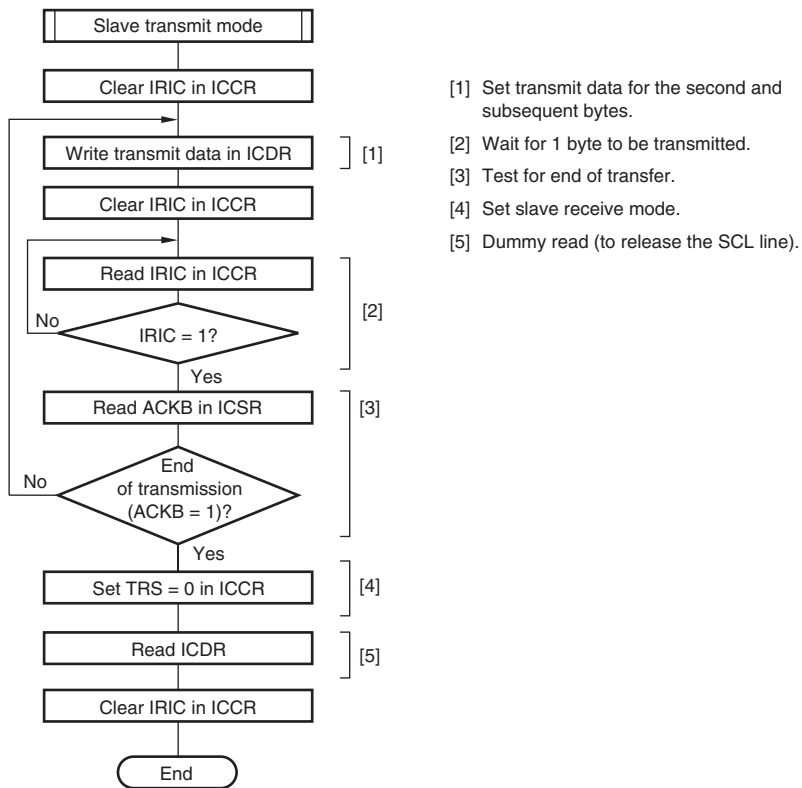 Slave transmit mode
Clear IRIC in ICCR
Write transmit data in ICDR
[1]
Clear IRIC in ICCR
Read IRIC in ICCR
[2]
No
IRIC = 1?
Yes
Read ACKB in ICSR
[3]
No
End
of transmission
(ACKB = 1)?
Yes
Set TRS = 0 in ICCR
[4]
Read ICDR
[5]
Clear IRIC in ICCR
End
[1] Set transmit data for the second and
subsequent bytes.
[2] Wait for 1 byte to be transmitted.
[3] Test for end of transfer.
[4] Set slave receive mode.
[5] Dummy read (to release the SCL line).